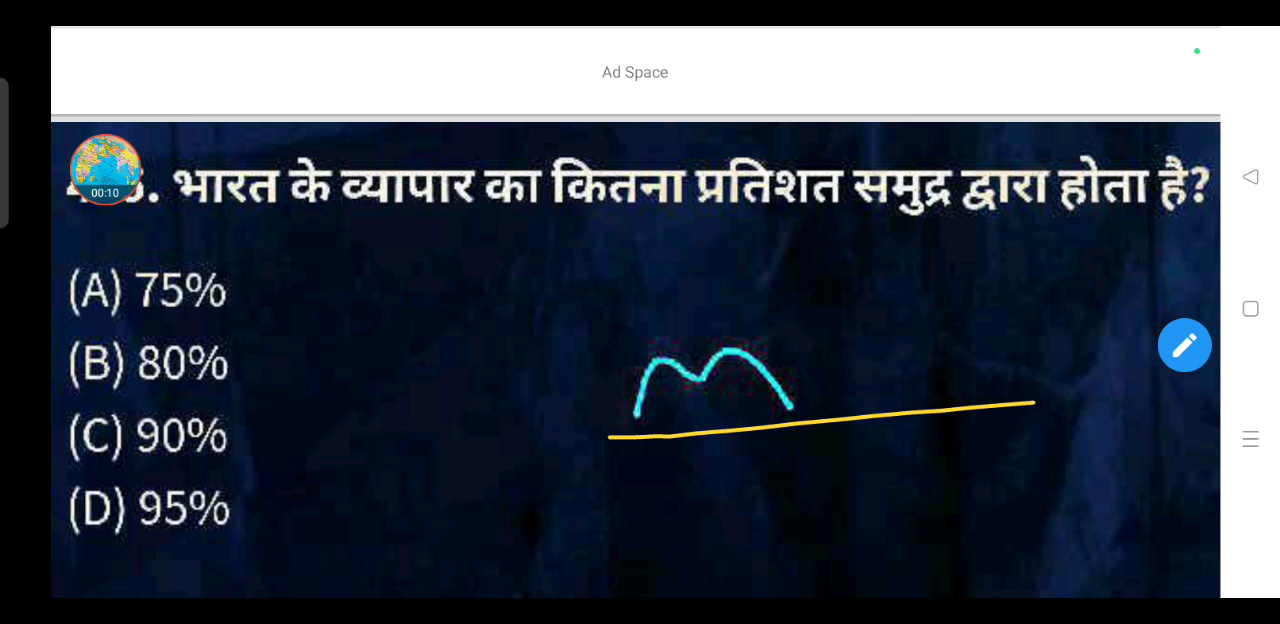 Ad Space
00:10
भारत के व्यापार का कितना प्रतिशत समुद्र द्वारा होता है?
(A) 75%
(B) 80%
(C) 90%
(D) 95%